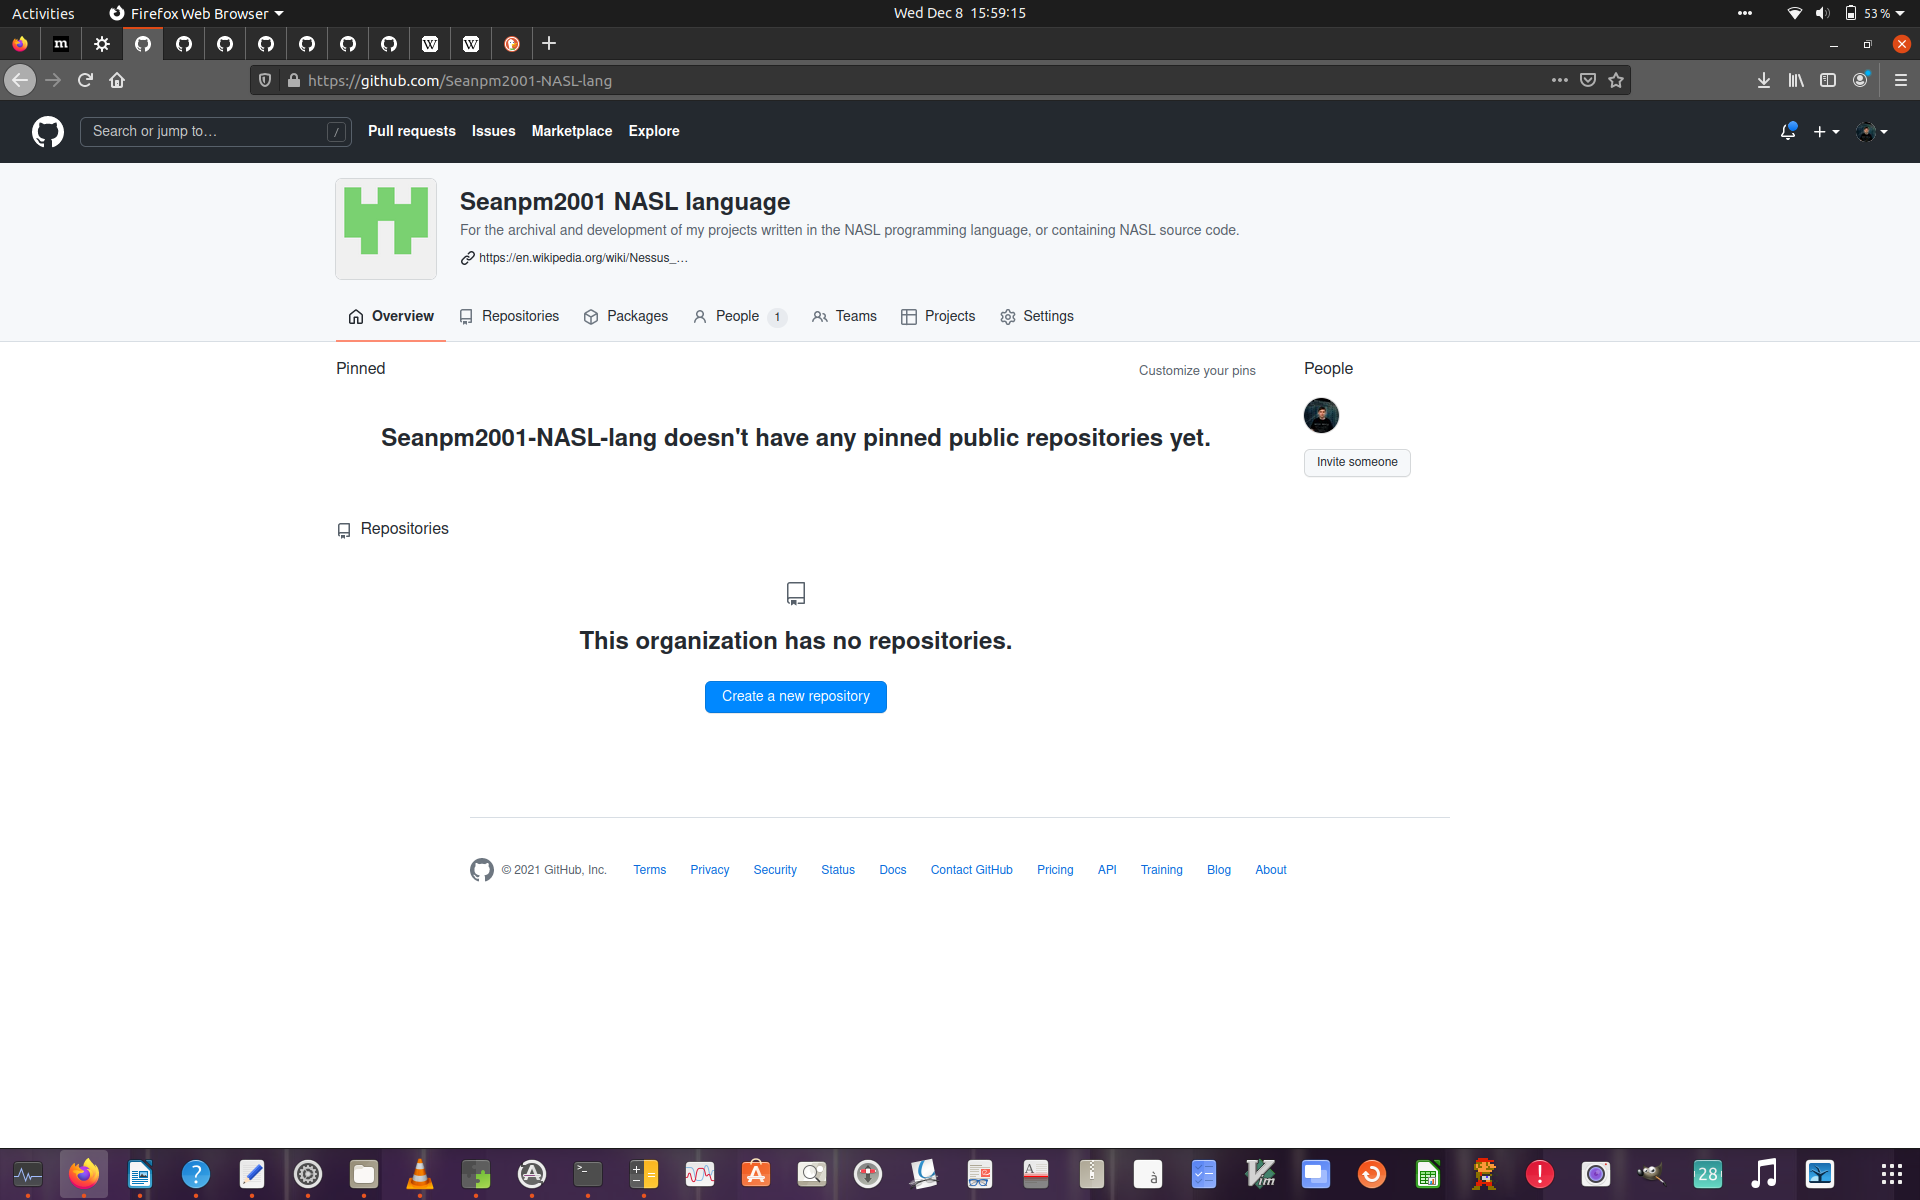 Activities Firefox Web Browser Wed Dec 8 15:59:15 53 %
m W W
https://github.com/Seanpm2001-NASL-lang
Search or jump to… / Pull requests Issues Marketplace Explore
Seanpm2001 NASL language
For the archival and development of my projects written in the NASL programming language, or containing NASL source code.
https://en.wikipedia.org/wiki/Nessus_…
Overview Repositories Packages People 1 Teams Projects Settings
Pinned Customize your pins People
Seanpm2001-NASL-lang doesn't have any pinned public repositories yet.
Invite someone
Repositories
This organization has no repositories.
Create a new repository
© 2021 GitHub, Inc. Terms Privacy Security Status Docs Contact GitHub Pricing API Training Blog About
28